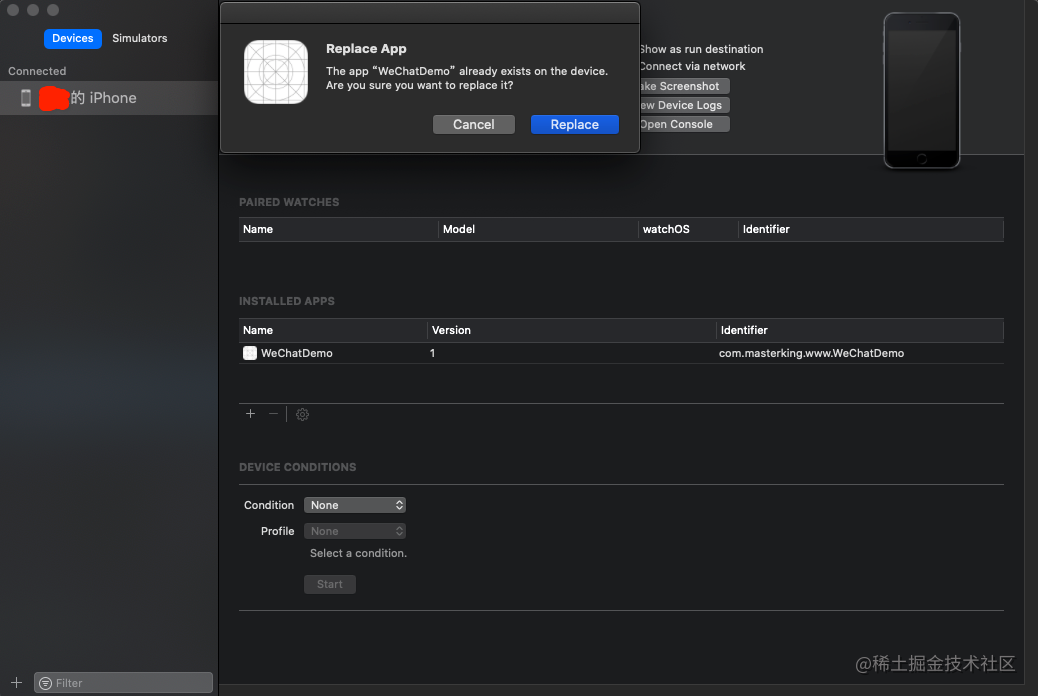 Devices
Simulators
Connected
的 iPhone
Replace App
The app “WeChatDemo” already exists on the device.
Are you sure you want to replace it?
Cancel
Replace
Show as run destination
Connect via network
ake Screenshot
ew Device Logs
Open Console
PAIRED WATCHES
Name Model watchOS Identifier
INSTALLED APPS
Name Version Identifier
WeChatDemo 1 com.masterking.www.WeChatDemo
DEVICE CONDITIONS
Condition None
Profile None
Select a condition.
Start
Filter
@稀土掘金技术社区